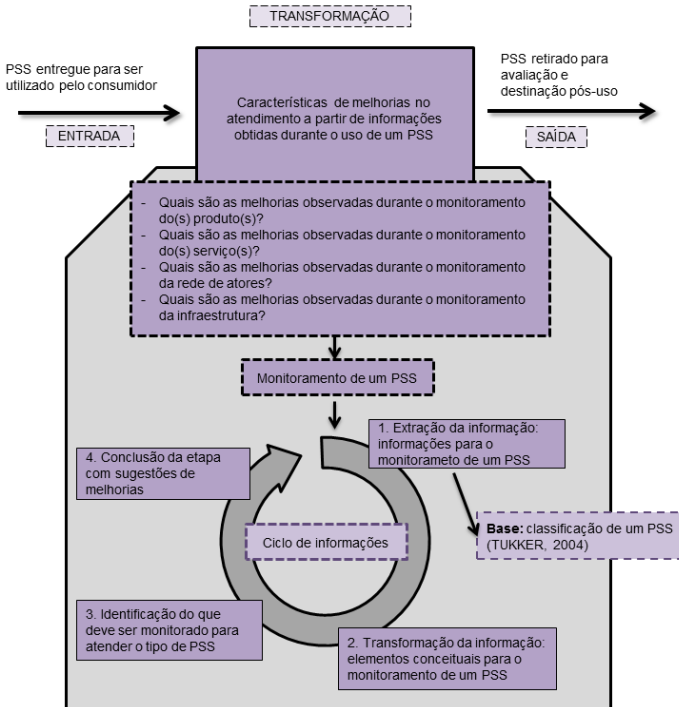 TRANSFORMAÇÃO
PSS entregue para ser
utilizado pelo consumidor
ENTRADA
Características de melhorias no
atendimento a partir de informações
obtidas durante o uso de um PSS
PSS retirado para
avaliação e
destinação pós-uso
SAÍDA
- Quais são as melhorias observadas durante o monitoramento
do(s) produto(s)?
- Quais são as melhorias observadas durante o monitoramento
do(s) serviço(s)?
- Quais são as melhorias observadas durante o monitoramento
da rede de atores?
- Quais são as melhorias observadas durante o monitoramento
da infraestrutura?
Monitoramento de um PSS
1. Extração da informação:
informações para o
monitorameto de um PSS
Base: classificação de um PSS
(TUKKER, 2004)
Ciclo de informações
2. Transformação da informação:
elementos conceituais para o
monitoramento de um PSS
3. Identificação do que
deve ser monitorado para
atender o tipo de PSS
4. Conclusão da etapa
com sugestões de
melhorias